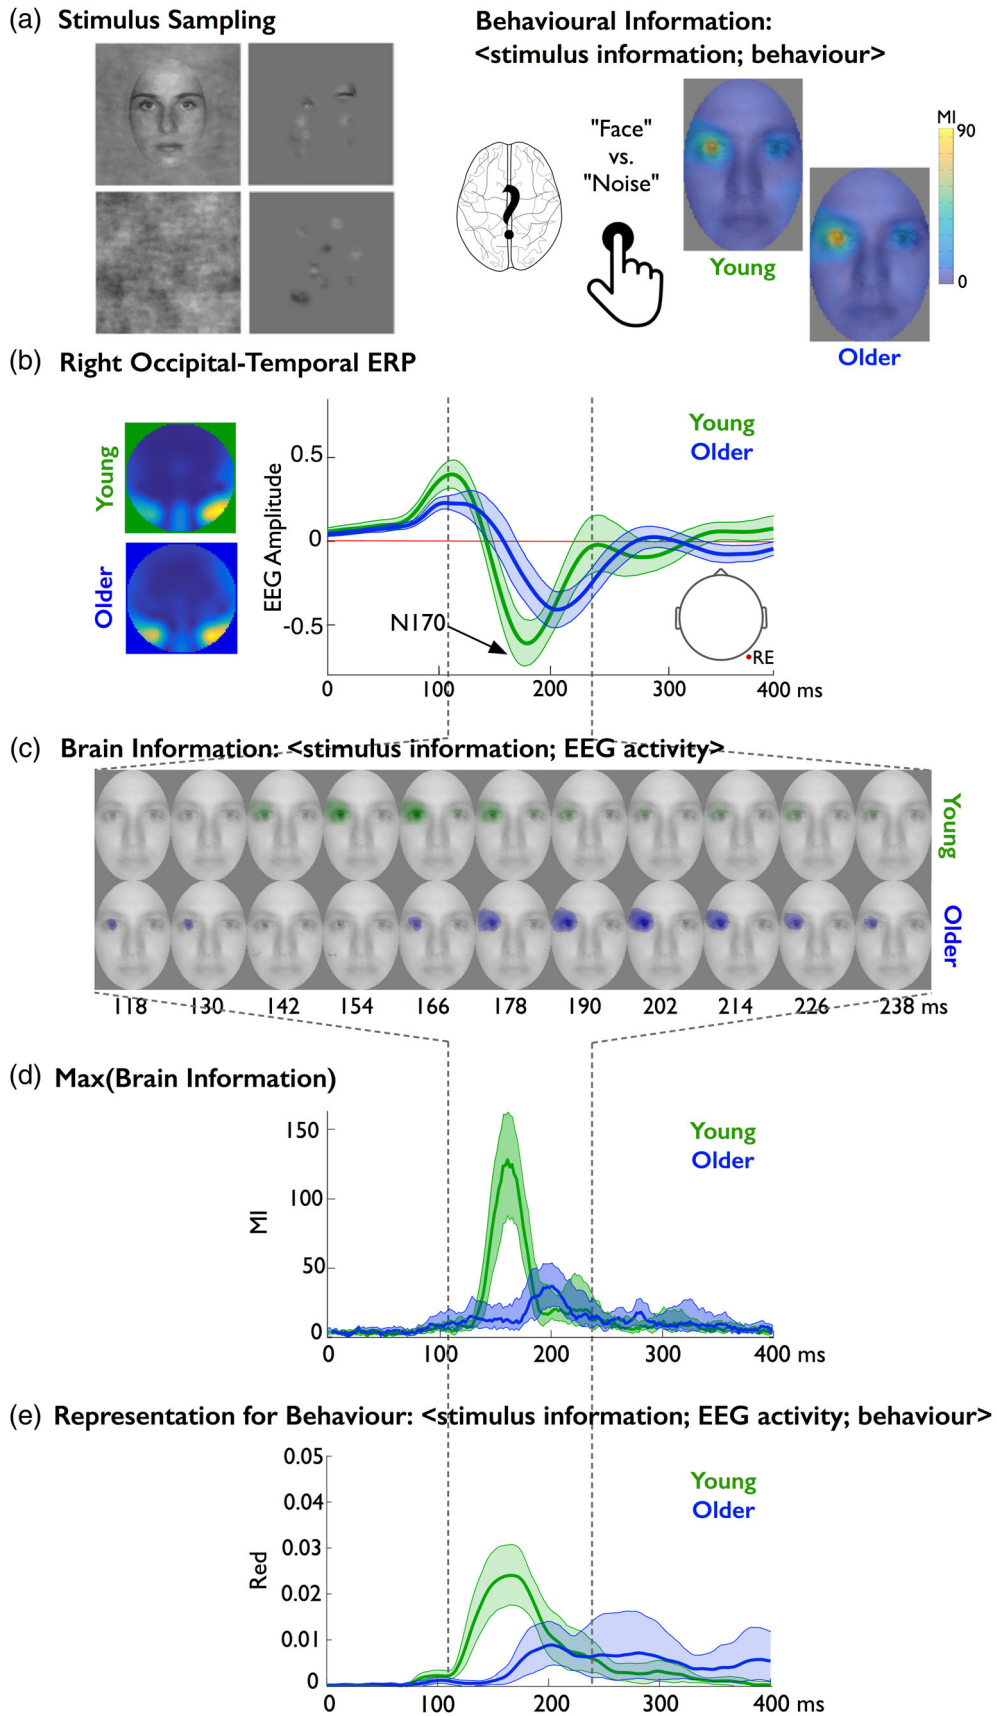 (a) Stimulus Sampling
Behavioural Information:
<stimulus information; behaviour>
"Face"
vs.
"Noise"
?
MI
90
0
Young
Older
(b) Right Occipital-Temporal ERP
Young
Older
EEG Amplitude
0.5
0
-0.5
Young
Older
N170
RE
0 100 200 300 400 ms
(c) Brain Information: <stimulus information; EEG activity>
Young
Older
118 130 142 154 166 178 190 202 214 226 238 ms
(d) Max(Brain Information)
MI
150
100
50
0
Young
Older
0 100 200 300 400 ms
(e) Representation for Behaviour: <stimulus information; EEG activity; behaviour>
Red
0.05
0.04
0.03
0.02
0.01
0
Young
Older
0 100 200 300 400 ms